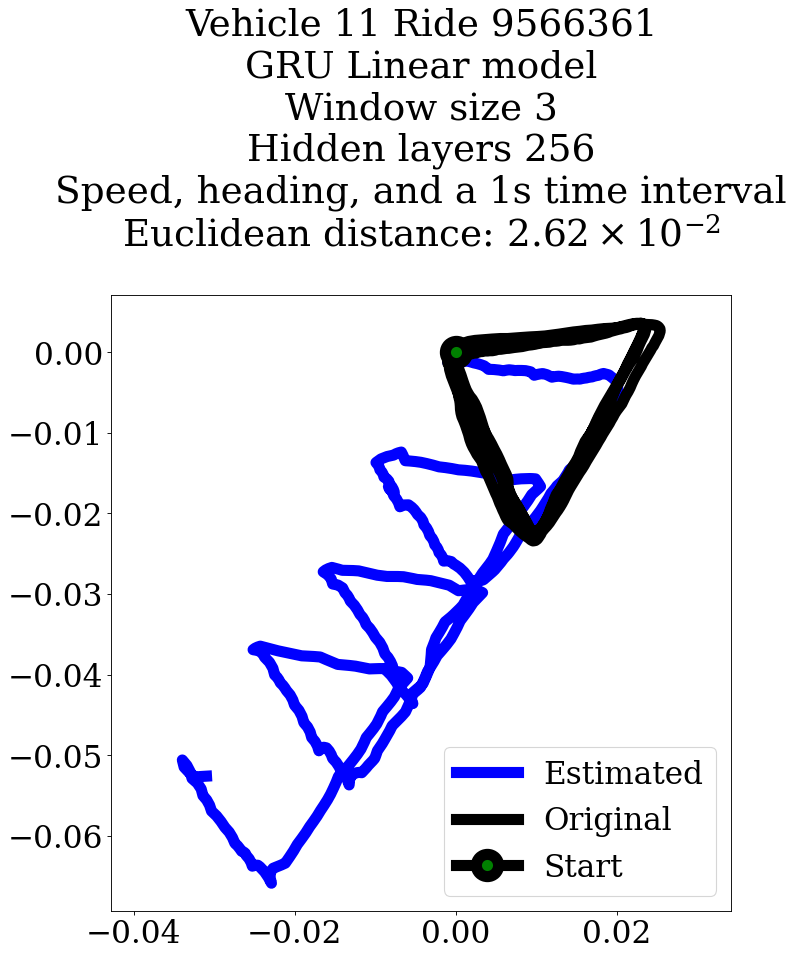 Vehicle 11 Ride 9566361
GRU Linear model
Window size 3
Hidden layers 256
Speed, heading, and a 1s time interval
Euclidean distance: 2.62 × 10⁻²
0.00
−0.01
−0.02
−0.03
−0.04
−0.05
−0.06
Estimated
Original
Start
−0.04
−0.02
0.00
0.02